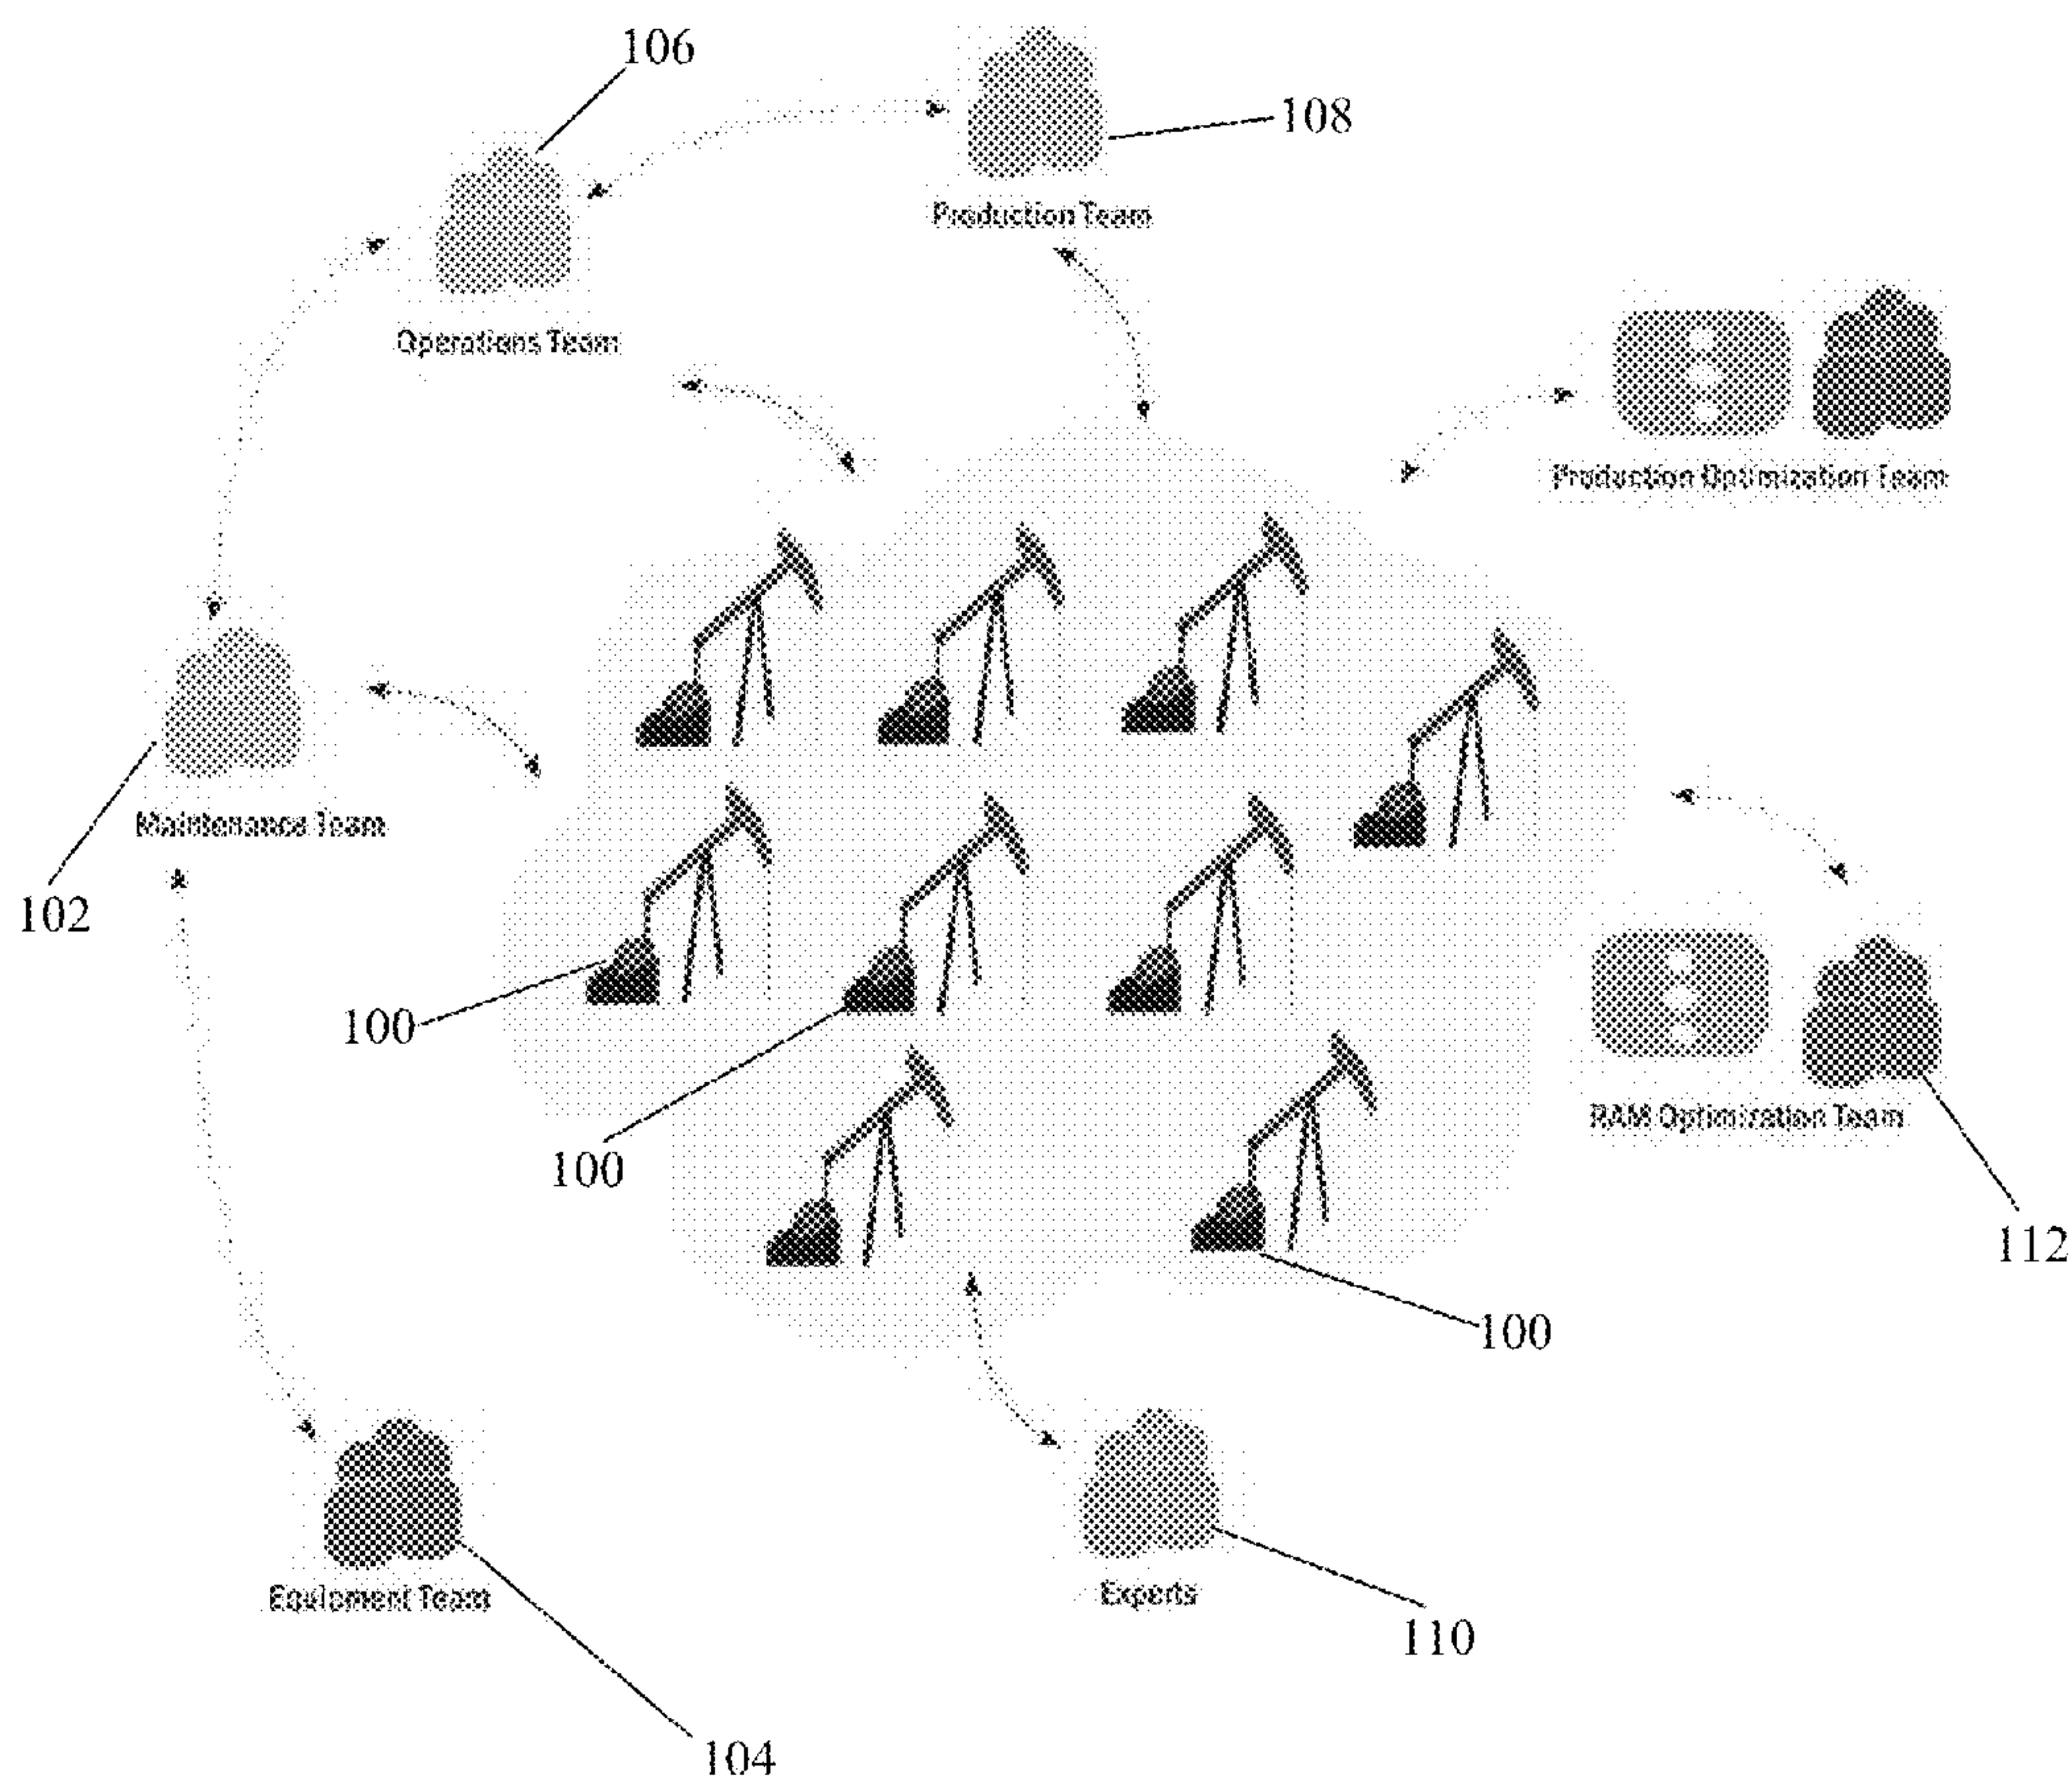 106
108
Production Team
Operations Team
Production Optimization Team
Maintenance Team
102
100
100
RAM Optimization Team
112
100
Equipment Team
Experts
110
104